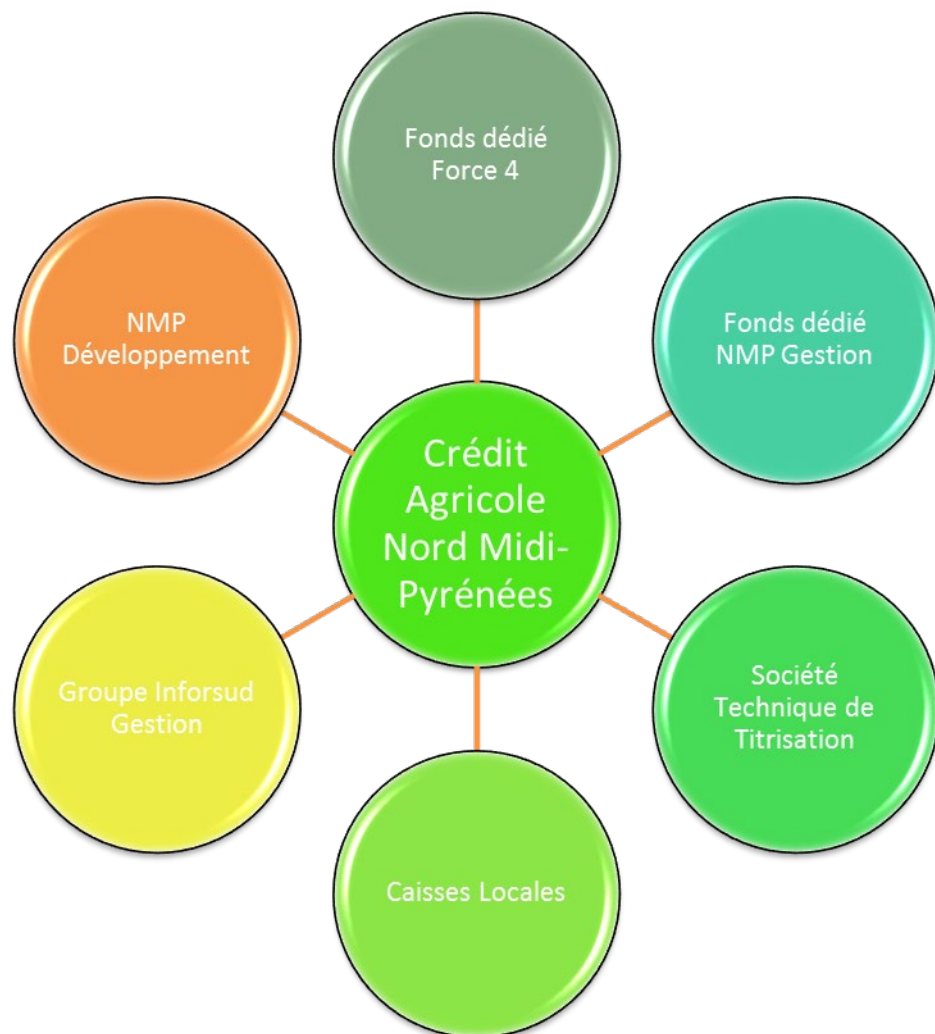 Fonds dédié
Force 4
NMP
Développement
Fonds dédié
NMP Gestion
Crédit
Agricole
Nord Midi-
Pyrénées
Groupe Inforsud
Gestion
Société
Technique de
Titrisation
Caisses Locales